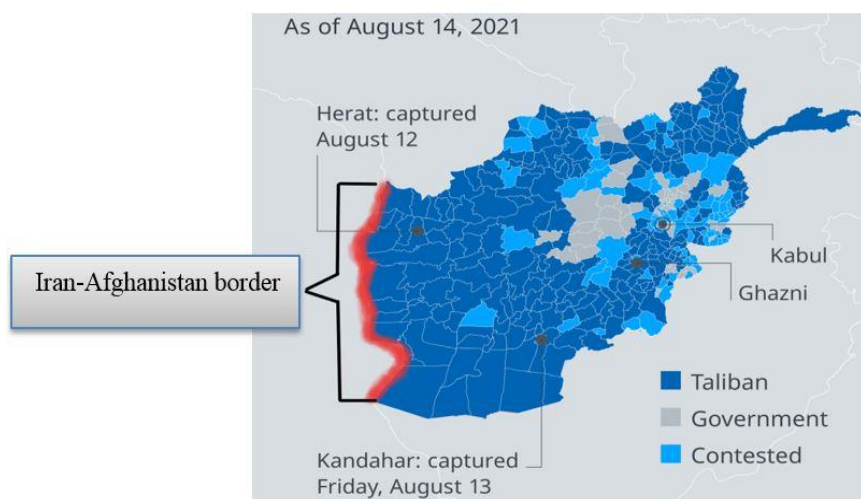 As of August 14, 2021
Herat: captured
August 12
Iran-Afghanistan border
Kabul
Ghazni
Taliban
Government
Contested
Kandahar: captured
Friday, August 13